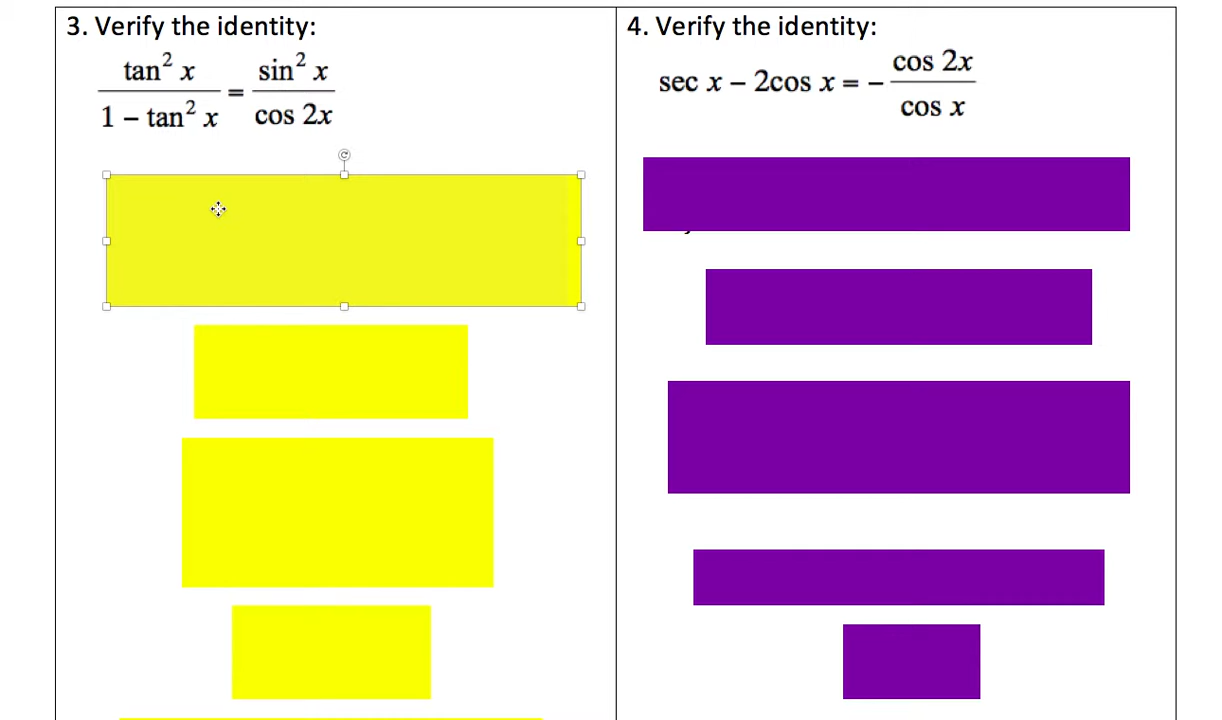 3. Verify the identity:
tan² x / 1 − tan² x = sin² x / cos 2x
4. Verify the identity:
sec x − 2cos x = − cos 2x / cos x